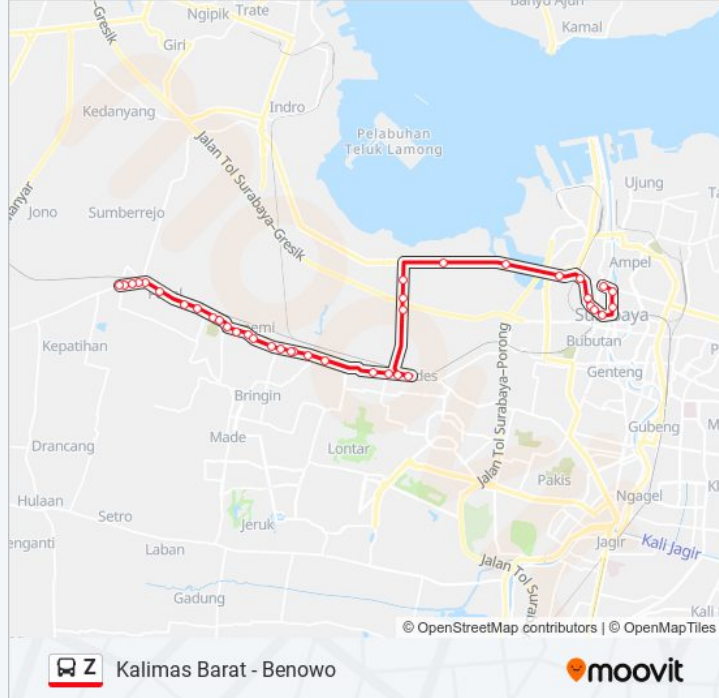 Banyu Ajuh
Ngipik Trate
Kamal
Giri
Kedanyang
Indro
Pelabuhan
Teluk Lamong
Jalan Tol Surabaya-Gresik
Ujung
Jono
Sumberrejo
Ampel
Surabaya
Bubutan
Kepatihan
Genteng
Bringin
Jalan Tol Surabaya-Porong
Made
Gubeng
Drancang
Lontar
Pakis
Hulaan
Ngagel
Setro
Jeruk
Jagir
Kali Jagir
Laban
Jalan Tol Sura
Gadung
Kali
© OpenStreetMap contributors | © OpenMapTiles
Z Kalimas Barat - Benowo
moovit